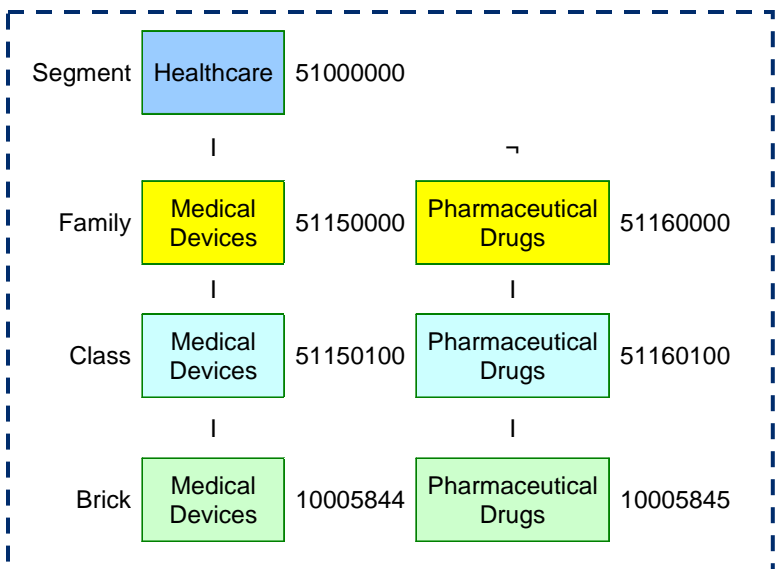 Segment Healthcare 51000000
I ¬
Family Medical Devices 51150000 Pharmaceutical Drugs 51160000
I I
Class Medical Devices 51150100 Pharmaceutical Drugs 51160100
I I
Brick Medical Devices 10005844 Pharmaceutical Drugs 10005845